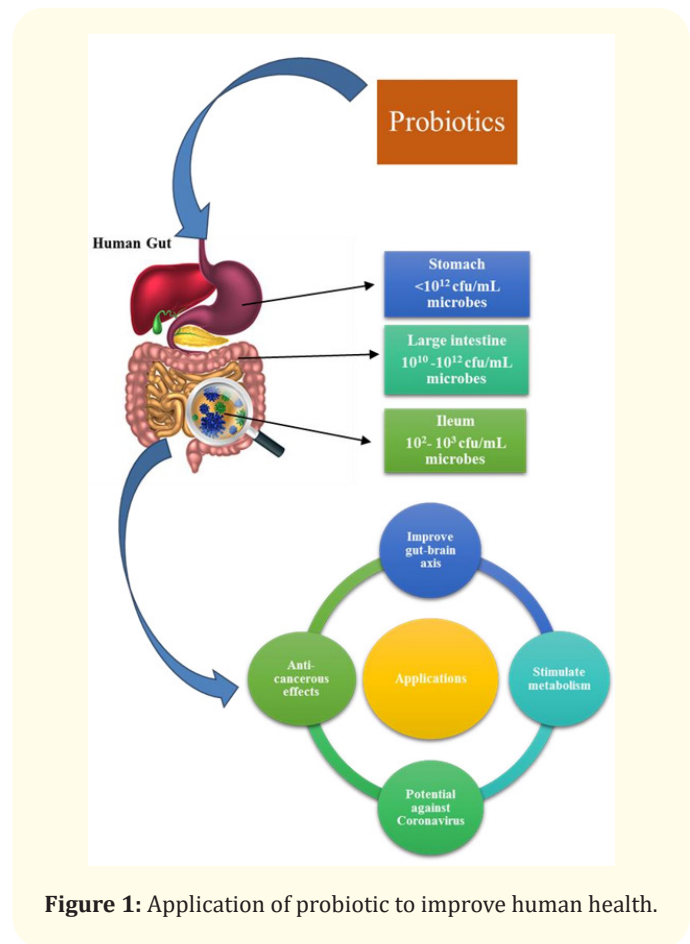 Probiotics
Human Gut
Stomach
<10¹² cfu/mL
microbes
Large intestine
10¹⁰ -10¹² cfu/mL
microbes
Ileum
10²- 10³ cfu/mL
microbes
Improve
gut-brain
axis
Anti-
cancerous
effects
Applications
Stimulate
metabolism
Potential
against
Coronavirus
Figure 1: Application of probiotic to improve human health.